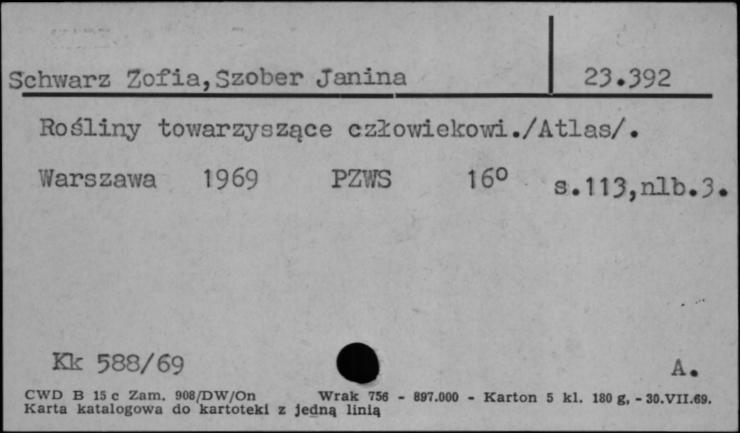 Schwarz Zofia,Szober Janina 23.392
Rośliny towarzyszące człowiekowi./Atlas/.
Warszawa 1969 PZWS 16° s.113,nlb.3.
Kk 588/69 A.
CWD B 15 c Zam. 908/DW/On Wrak 756 - 897.000 - Karton 5 kl. 180 g, - 30.VII.69.
Karta katalogowa do kartoteki z jedną linią